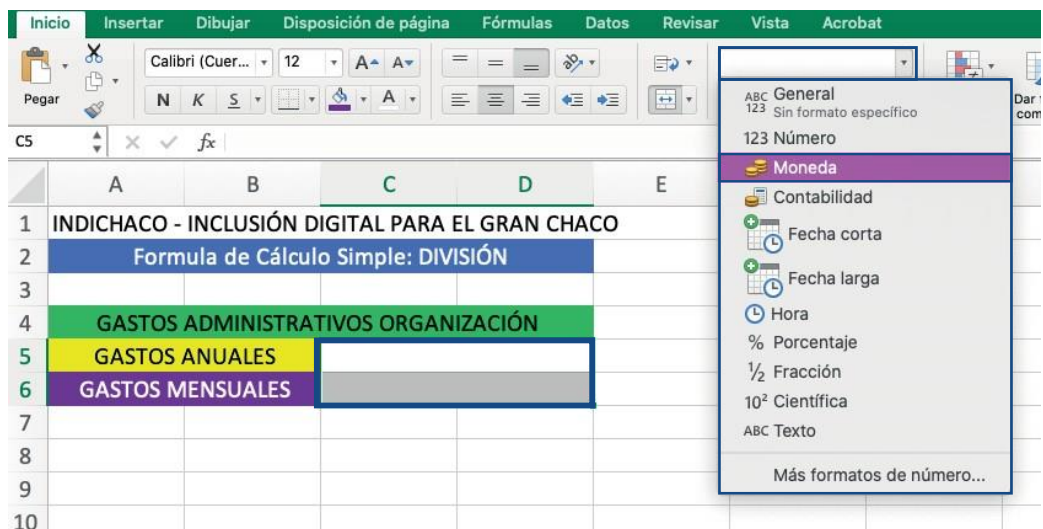 Inicio Insertar Dibujar Disposición de página Fórmulas Datos Revisar Vista Acrobat
Pegar
Calibri (Cuer... 12 A A
N K S A
ABC 123 General
Sin formato específico
123 Número
Moneda
Contabilidad
Fecha corta
Fecha larga
Hora
% Porcentaje
½ Fracción
10² Científica
ABC Texto
Más formatos de número...
Dar
com
C5 fx
A B C D E
1 INDICHACO - INCLUSIÓN DIGITAL PARA EL GRAN CHACO
2 Formula de Cálculo Simple: DIVISIÓN
3
4 GASTOS ADMINISTRATIVOS ORGANIZACIÓN
5 GASTOS ANUALES
6 GASTOS MENSUALES
7
8
9
10